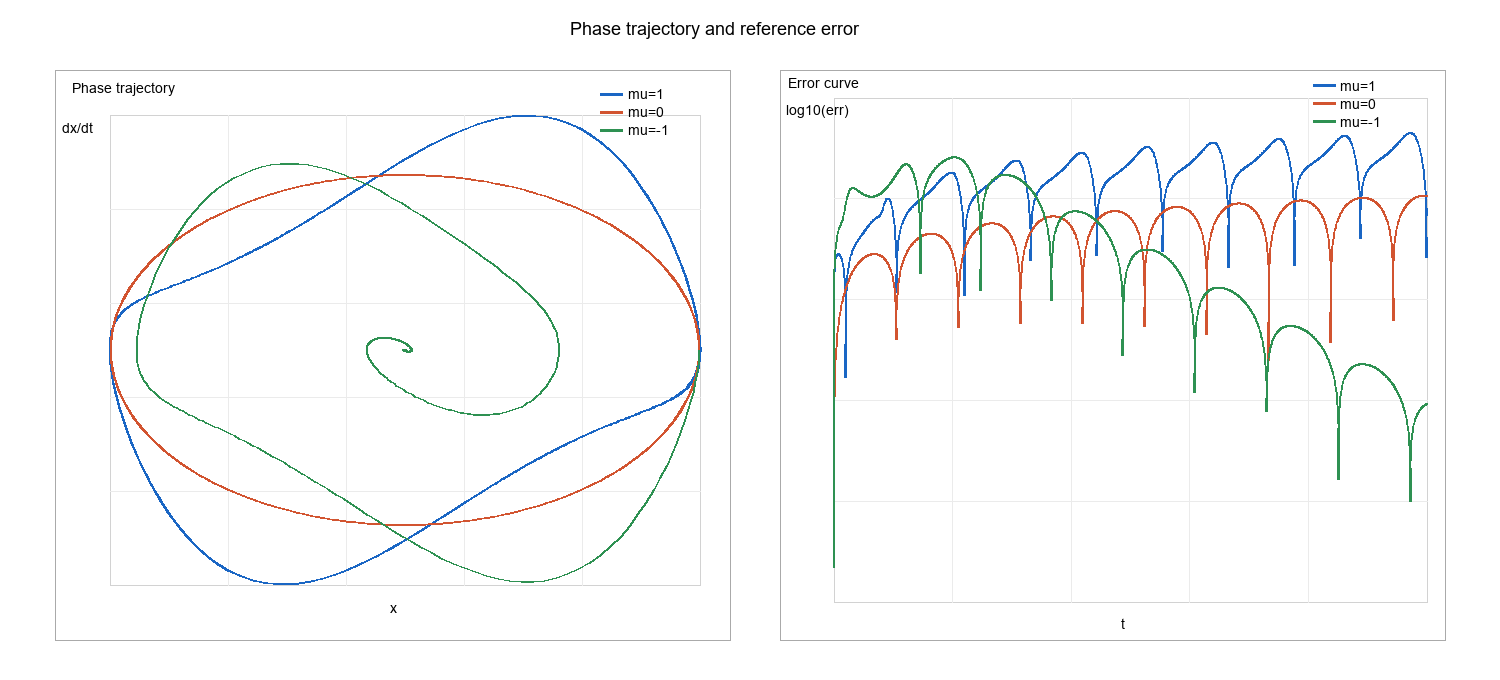 Phase trajectory and reference error
Phase trajectory
mu=1
mu=0
mu=-1
dx/dt
x
Error curve
log10(err)
mu=1
mu=0
mu=-1
t